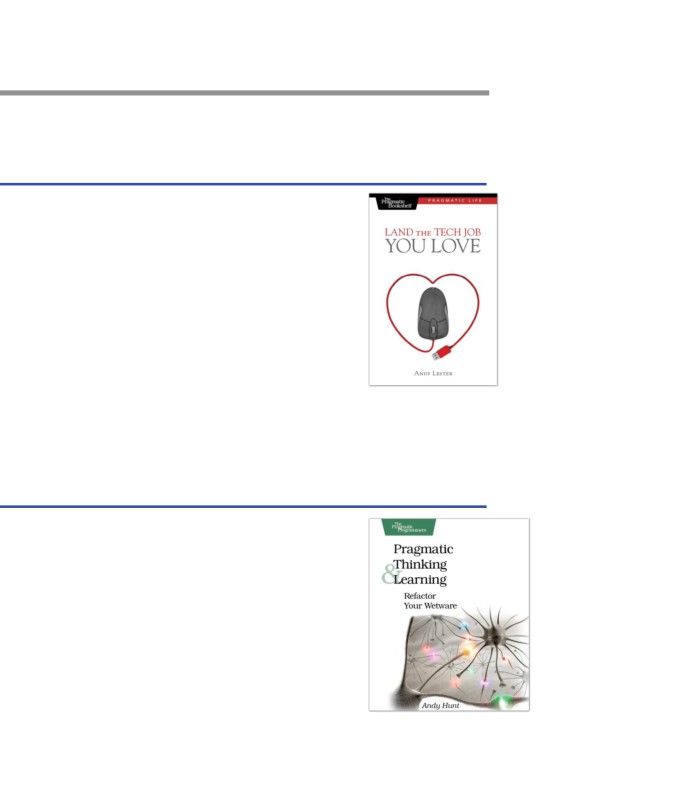 The
Pragmatic
Bookshelf
PRAGMATIC LIFE
LAND THE TECH JOB
YOU LOVE
ANDY LESTER
The
Pragmatic
Programmers
Pragmatic
Thinking
& Learning
Refactor
Your Wetware
Andy Hunt